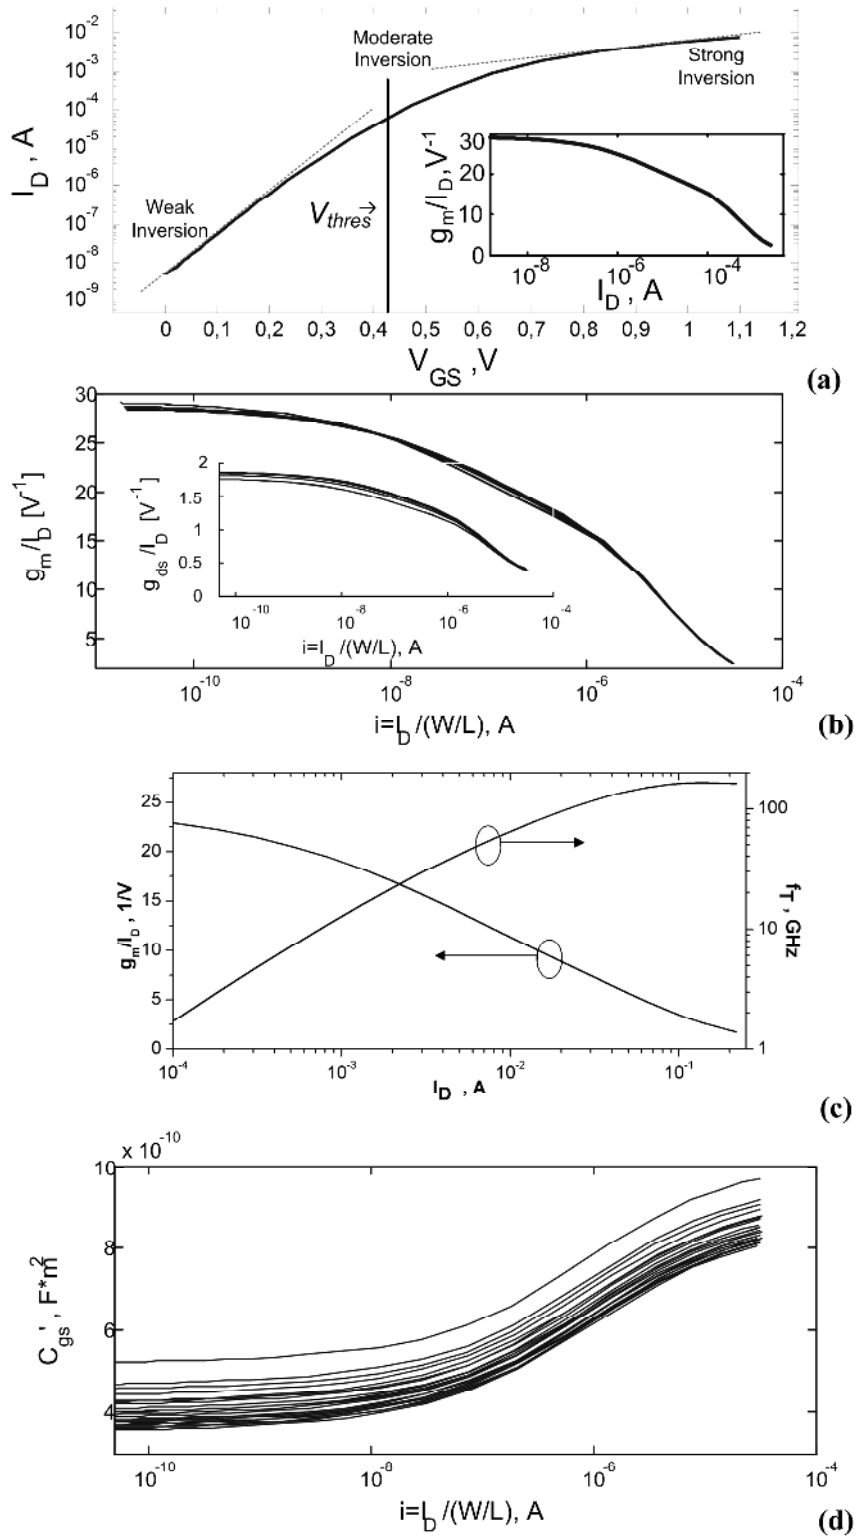 10⁻²
10⁻³
10⁻⁴
10⁻⁵
10⁻⁶
10⁻⁷
10⁻⁸
10⁻⁹
I_D , A
Moderate
Inversion
Strong
Inversion
Weak
Inversion
V_thres→
30
20
10
0
g_m/I_D, V⁻¹
10⁻⁸ 10⁻⁶ 10⁻⁴
I_D , A
0 0,1 0,2 0,3 0,4 0,5 0,6 0,7 0,8 0,9 1 1,1 1,2
V_GS ,V
(a)
30
25
20
15
10
5
g_m/I_D [V⁻¹]
2
1.5
1
0.5
0
g_ds/I_D [V⁻¹]
10⁻¹⁰ 10⁻⁸ 10⁻⁶ 10⁻⁴
i=I_D/(W/L), A
10⁻¹⁰ 10⁻⁸ 10⁻⁶ 10⁻⁴
i=I_D/(W/L), A
(b)
25
20
15
10
5
0
g_m/I_D , 1/V
100
10
1
f_T , GHz
10⁻⁴ 10⁻³ 10⁻² 10⁻¹
I_D , A
(c)
x 10⁻¹⁰
10
8
6
4
C_gs' , F*m²
10⁻¹⁰ 10⁻⁸ 10⁻⁶ 10⁻⁴
i=I_D/(W/L), A
(d)